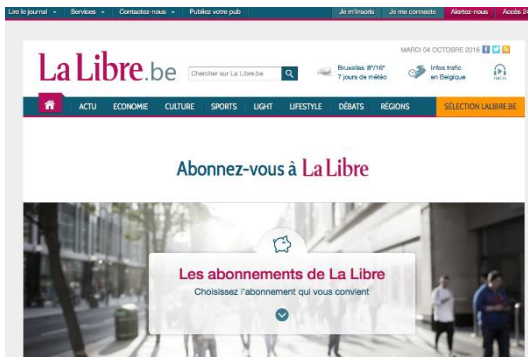 Lire le journal Services Contactez-nous Publiez votre pub Je m'inscris Je me connecte Alertez-nous Accès 24
MARDI 04 OCTOBRE 2016
La Libre.be Chercher sur La Libre.be Bruxelles 8°/16° Infos trafic
7 jours de météo en Belgique
ACTU ECONOMIE CULTURE SPORTS LIGHT LIFESTYLE DÉBATS RÉGIONS SÉLECTION LALIBRE.BE
Abonnez-vous à La Libre
Les abonnements de La Libre
Choisissez l'abonnement qui vous convient